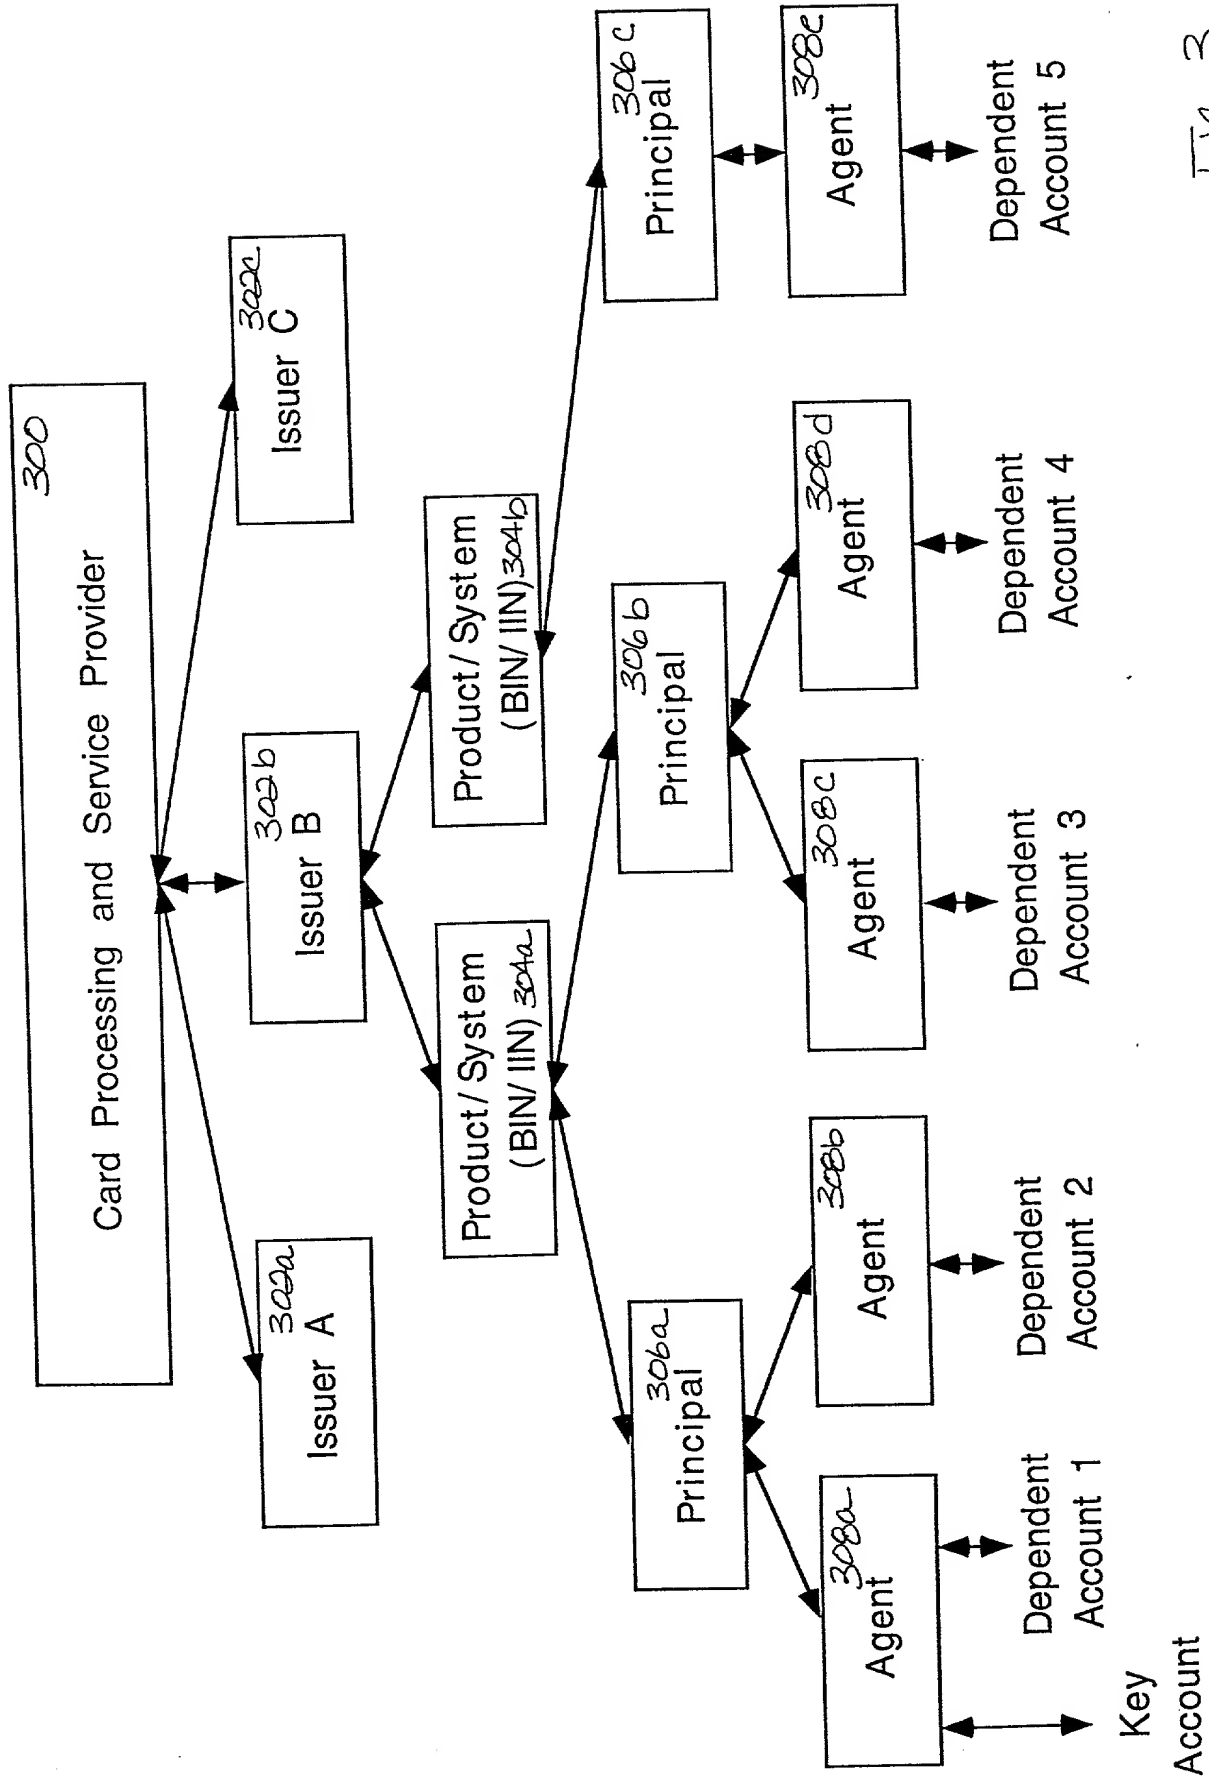 300
Card Processing and Service Provider
302a
Issuer A
302b
Issuer B
302c
Issuer C
Product/System
(BIN/IIN) 304a
Product/System
(BIN/IIN) 304b
306a
Principal
306b
Principal
306c
Principal
308a
Agent
308b
Agent
308c
Agent
308d
Agent
308e
Agent
Key
Account
Dependent
Account 1
Dependent
Account 2
Dependent
Account 3
Dependent
Account 4
Dependent
Account 5